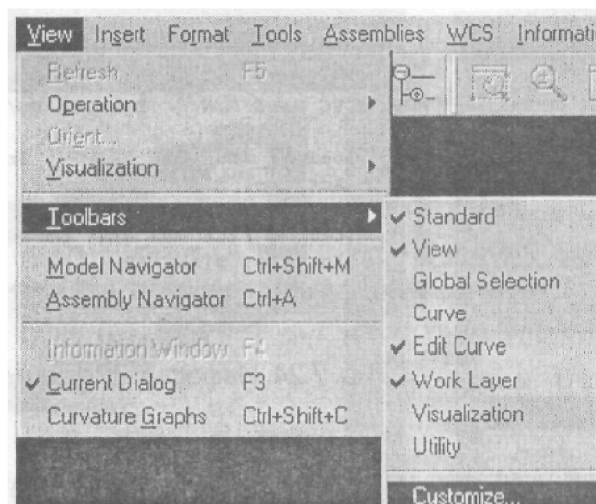 View Insert Format Tools Assemblies WCS Informati
Refresh F5
Operation
Orient...
Visualization
Toolbars
Model Navigator Ctrl+Shift+M
Assembly Navigator Ctrl+A
Information Window F4
✓ Current Dialog F3
Curvature Graphs Ctrl+Shift+C
✓ Standard
✓ View
Global Selection
Curve
✓ Edit Curve
✓ Work Layer
Visualization
Utility
Customize...